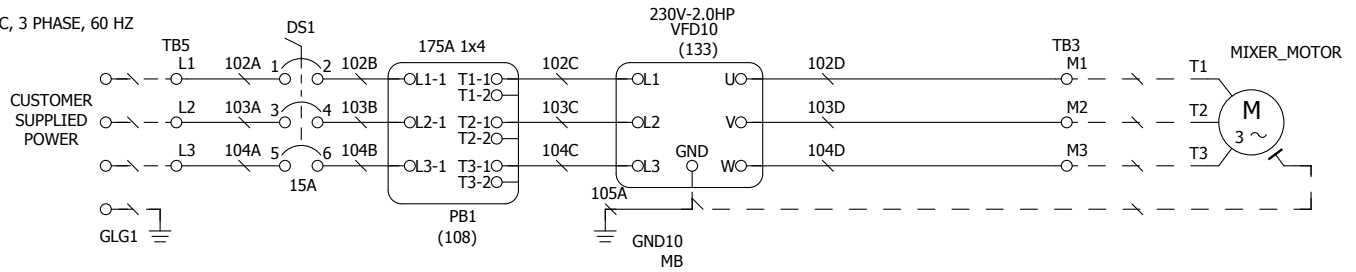 230V-2.0HP
VFD10
(133)
C, 3 PHASE, 60 HZ
DS1
175A 1x4
TB5
TB3
MIXER_MOTOR
L1 102A 1 2 102B L1-1 T1-1 102C L1 U 102D M1 T1
T1-2
CUSTOMER
SUPPLIED
POWER
L2 103A 3 4 103B L2-1 T2-1 103C L2 V 103D M2 T2
T2-2
M
3 ~
L3 104A 5 6 104B L3-1 T3-1 104C L3 GND W 104D M3 T3
T3-2
15A
105A
PB1
(108)
GLG1
GND10
MB